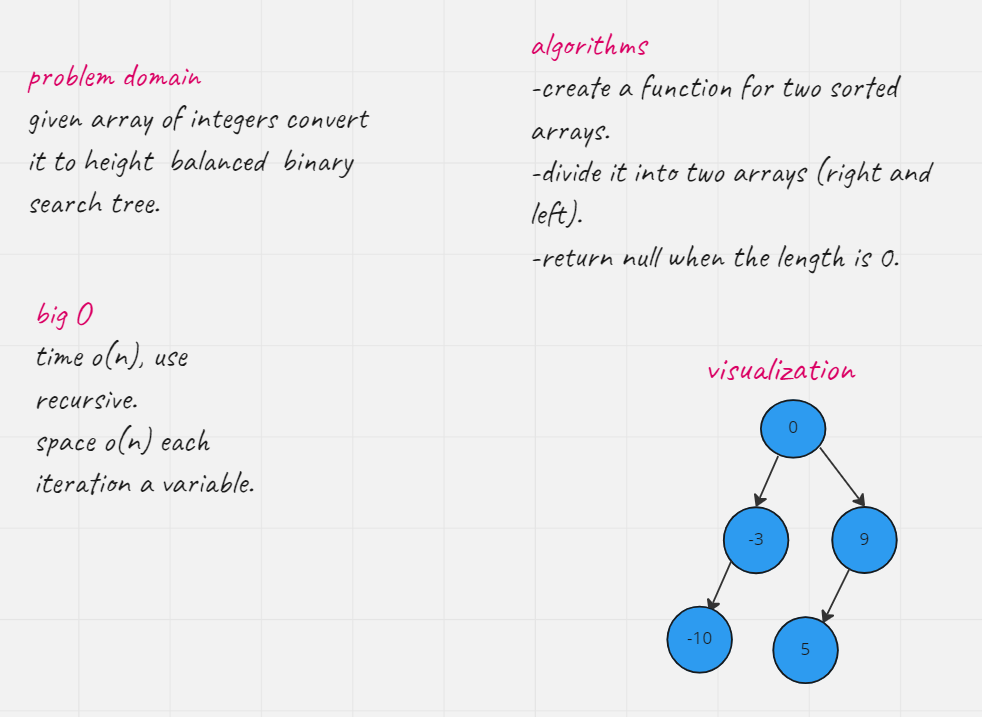 problem domain
given array of integers convert
it to height balanced binary
search tree.
big O
time o(n), use
recursive.
space o(n) each
iteration a variable.
algorithms
-create a function for two sorted
arrays.
-divide it into two arrays (right and
left).
-return null when the length is 0.
visualization
0
-3
9
-10
5